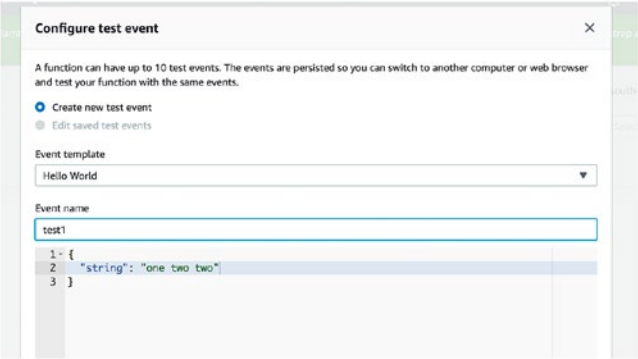 Configure test event
A function can have up to 10 test events. The events are persisted so you can switch to another computer or web browser
and test your function with the same events.
Create new test event
Edit saved test events
Event template
Hello World
Event name
test1
1 {
2 "string": "one two two"
3 }